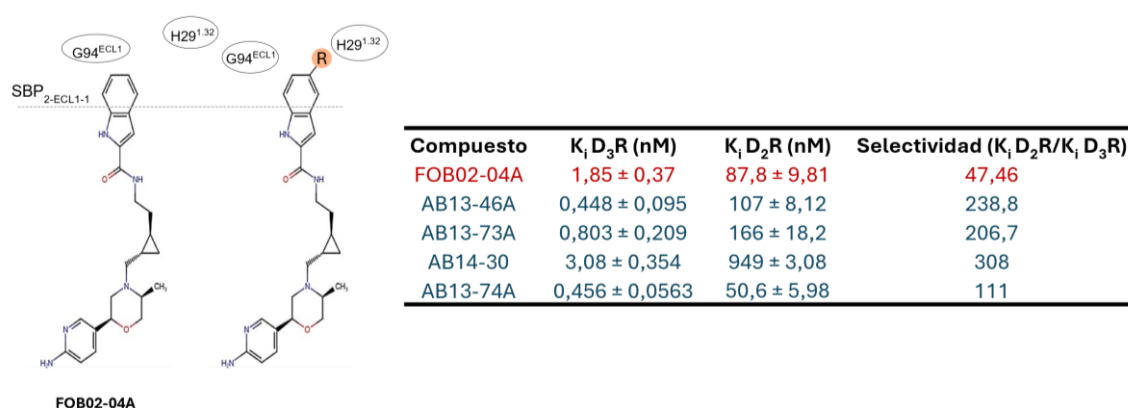 G94ECL1
H291.32
G94ECL1
R
H291.32
SBP2-ECL1-1
HN
O
NH
N
CH3
O
N
H2N
FOB02-04A
HN
O
NH
N
CH3
O
N
H2N
Compuesto Ki D3R (nM) Ki D2R (nM) Selectividad (Ki D2R/Ki D3R)
FOB02-04A 1,85 ± 0,37 87,8 ± 9,81 47,46
AB13-46A 0,448 ± 0,095 107 ± 8,12 238,8
AB13-73A 0,803 ± 0,209 166 ± 18,2 206,7
AB14-30 3,08 ± 0,354 949 ± 3,08 308
AB13-74A 0,456 ± 0,0563 50,6 ± 5,98 111